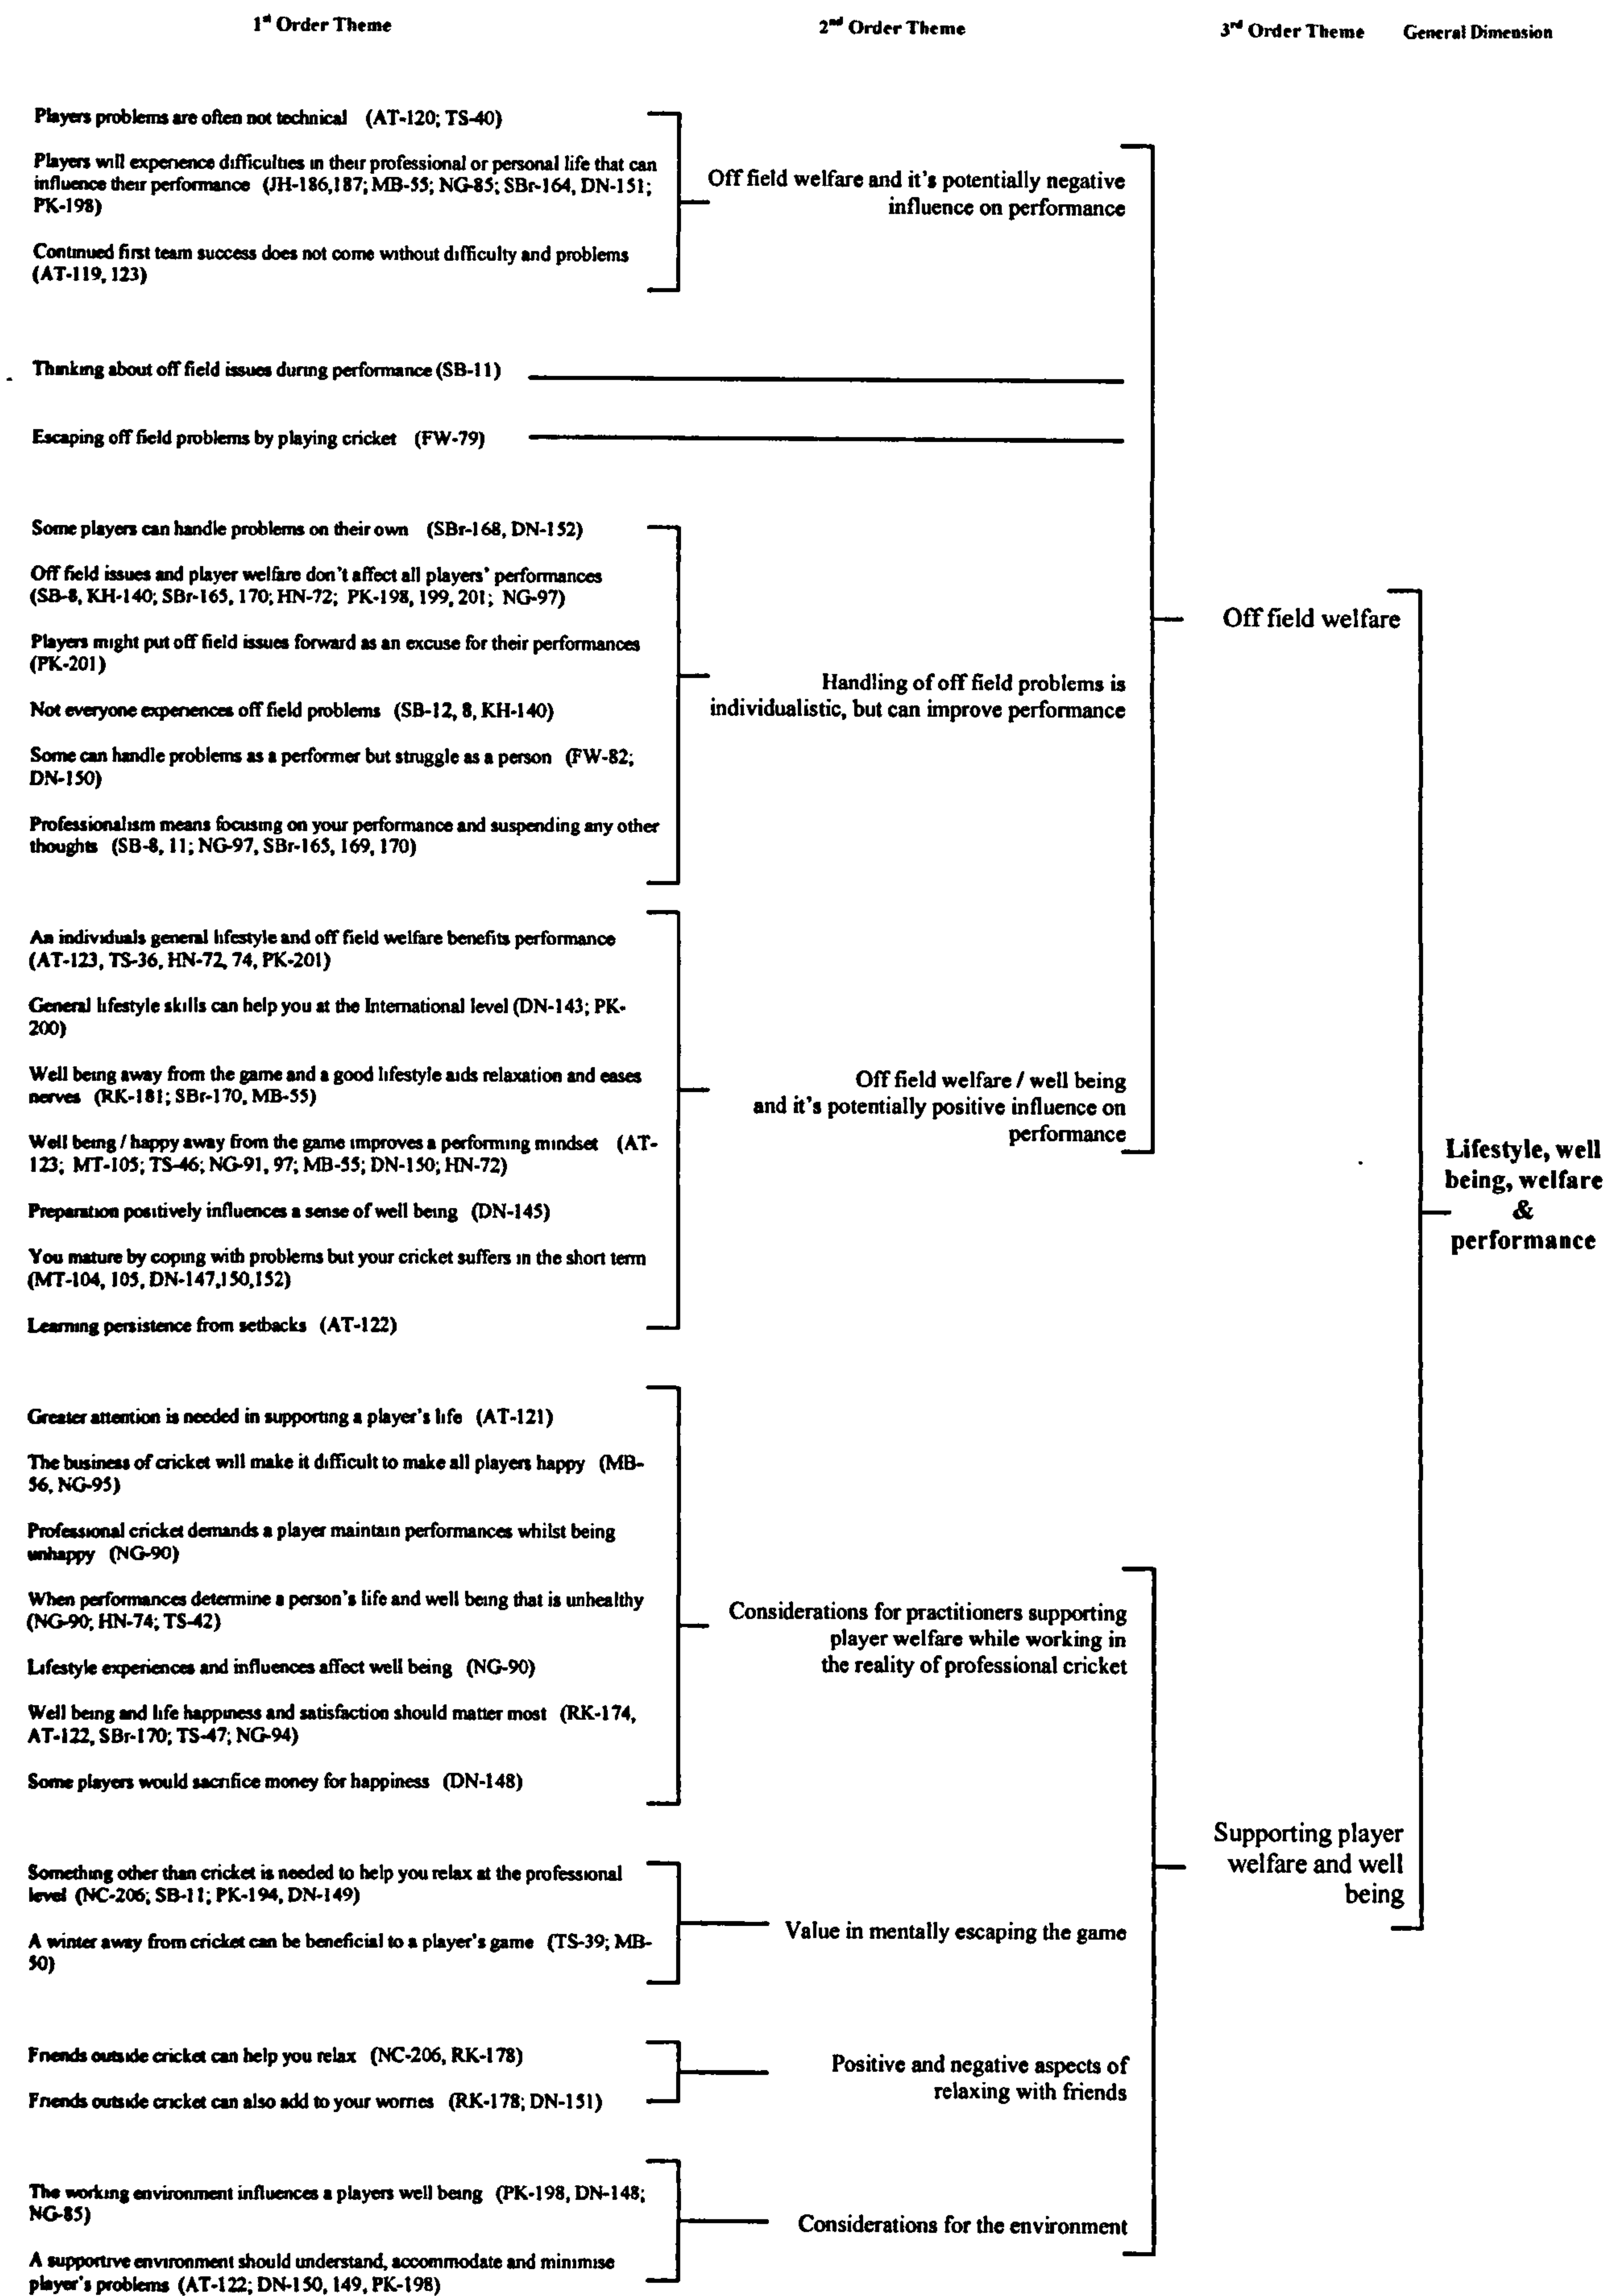 1st Order Theme
2nd Order Theme
3rd Order Theme
General Dimension
Players problems are often not technical (AT-120; TS-40)
Players will experience difficulties in their professional or personal life that can
influence their performance (JH-186,187; MB-55; NG-85; SBr-164, DN-151;
PK-198)
Continued first team success does not come without difficulty and problems
(AT-119, 123)
Off field welfare and it's potentially negative
influence on performance
Thinking about off field issues during performance (SB-11)
Escaping off field problems by playing cricket (FW-79)
Some players can handle problems on their own (SBr-168, DN-152)
Off field issues and player welfare don't affect all players' performances
(SB-8, KH-140; SBr-165, 170; HN-72; PK-198, 199, 201; NG-97)
Players might put off field issues forward as an excuse for their performances
(PK-201)
Not everyone experiences off field problems (SB-12, 8, KH-140)
Some can handle problems as a performer but struggle as a person (FW-82;
DN-150)
Professionalism means focusing on your performance and suspending any other
thoughts (SB-8, 11; NG-97, SBr-165, 169, 170)
Handling of off field problems is
individualistic, but can improve performance
Off field welfare
An individuals general lifestyle and off field welfare benefits performance
(AT-123, TS-36, HN-72, 74, PK-201)
General lifestyle skills can help you at the International level (DN-143; PK-
200)
Well being away from the game and a good lifestyle aids relaxation and eases
nerves (RK-181; SBr-170, MB-55)
Well being / happy away from the game improves a performing mindset (AT-
123; MT-105; TS-46; NG-91, 97; MB-55; DN-150; HN-72)
Preparation positively influences a sense of well being (DN-145)
You mature by coping with problems but your cricket suffers in the short term
(MT-104, 105, DN-147,150,152)
Learning persistence from setbacks (AT-122)
Off field welfare / well being
and it's potentially positive influence on
performance
Lifestyle, well
being, welfare
&
performance
Greater attention is needed in supporting a player's life (AT-121)
The business of cricket will make it difficult to make all players happy (MB-
56, NG-95)
Professional cricket demands a player maintain performances whilst being
unhappy (NG-90)
When performances determine a person's life and well being that is unhealthy
(NG-90; HN-74; TS-42)
Lifestyle experiences and influences affect well being (NG-90)
Well being and life happiness and satisfaction should matter most (RK-174,
AT-122, SBr-170; TS-47; NG-94)
Some players would sacrifice money for happiness (DN-148)
Considerations for practitioners supporting
player welfare while working in
the reality of professional cricket
Something other than cricket is needed to help you relax at the professional
level (NC-206; SB-11; PK-194, DN-149)
A winter away from cricket can be beneficial to a player's game (TS-39; MB-
50)
Value in mentally escaping the game
Supporting player
welfare and well
being
Friends outside cricket can help you relax (NC-206, RK-178)
Friends outside cricket can also add to your worries (RK-178; DN-151)
Positive and negative aspects of
relaxing with friends
The working environment influences a players well being (PK-198, DN-148;
NG-85)
A supportive environment should understand, accommodate and minimise
player's problems (AT-122; DN-150, 149, PK-198)
Considerations for the environment